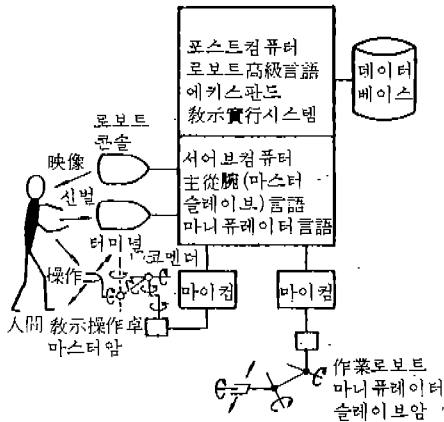 포스트컴퓨터
로보트高級言語
에키스판드
敎示實行시스템
데이터
베이스
로보트
콘솔
映像
신벌
서어보컴퓨터
主從腕(마스터
슬레이브)言語
마니퓨레이터言語
터미널
코멘더
操作
마이컴
마이컴
人間 敎示操作卓
마스터암
作業로보트
마니퓨레이터
슬레이브암